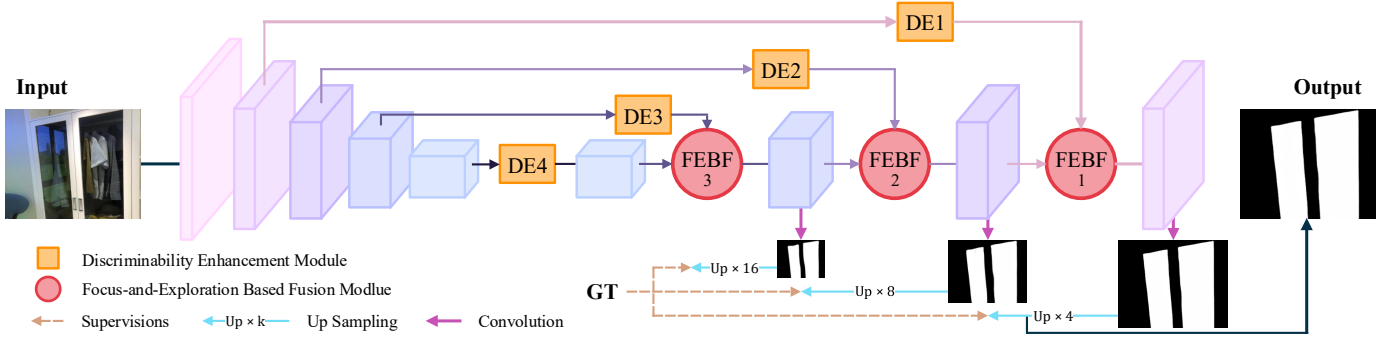 DE1
DE2
Input
Output
DE3
DE4
FEBF
3
FEBF
2
FEBF
1
Discriminability Enhancement Module
Up × 16
Focus-and-Exploration Based Fusion Modlue
GT
Up × 8
Supervisions
Up × k
Up Sampling
Convolution
Up × 4